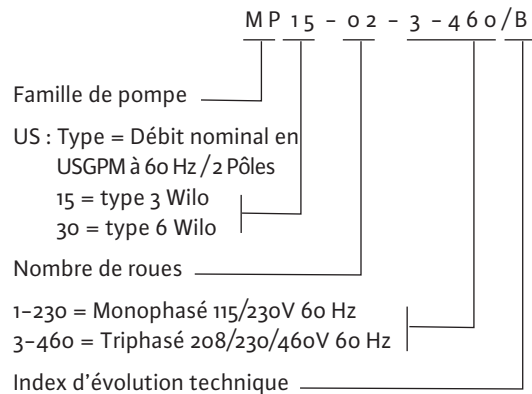 MP15-02-3-460/B
Famille de pompe
US : Type = Débit nominal en
USGPM à 60 Hz /2 Pôles
15 = type 3 Wilo
30 = type 6 Wilo
Nombre de roues
1-230 = Monophasé 115/230V 60 Hz
3-460 = Triphasé 208/230/460V 60 Hz
Index d'évolution technique